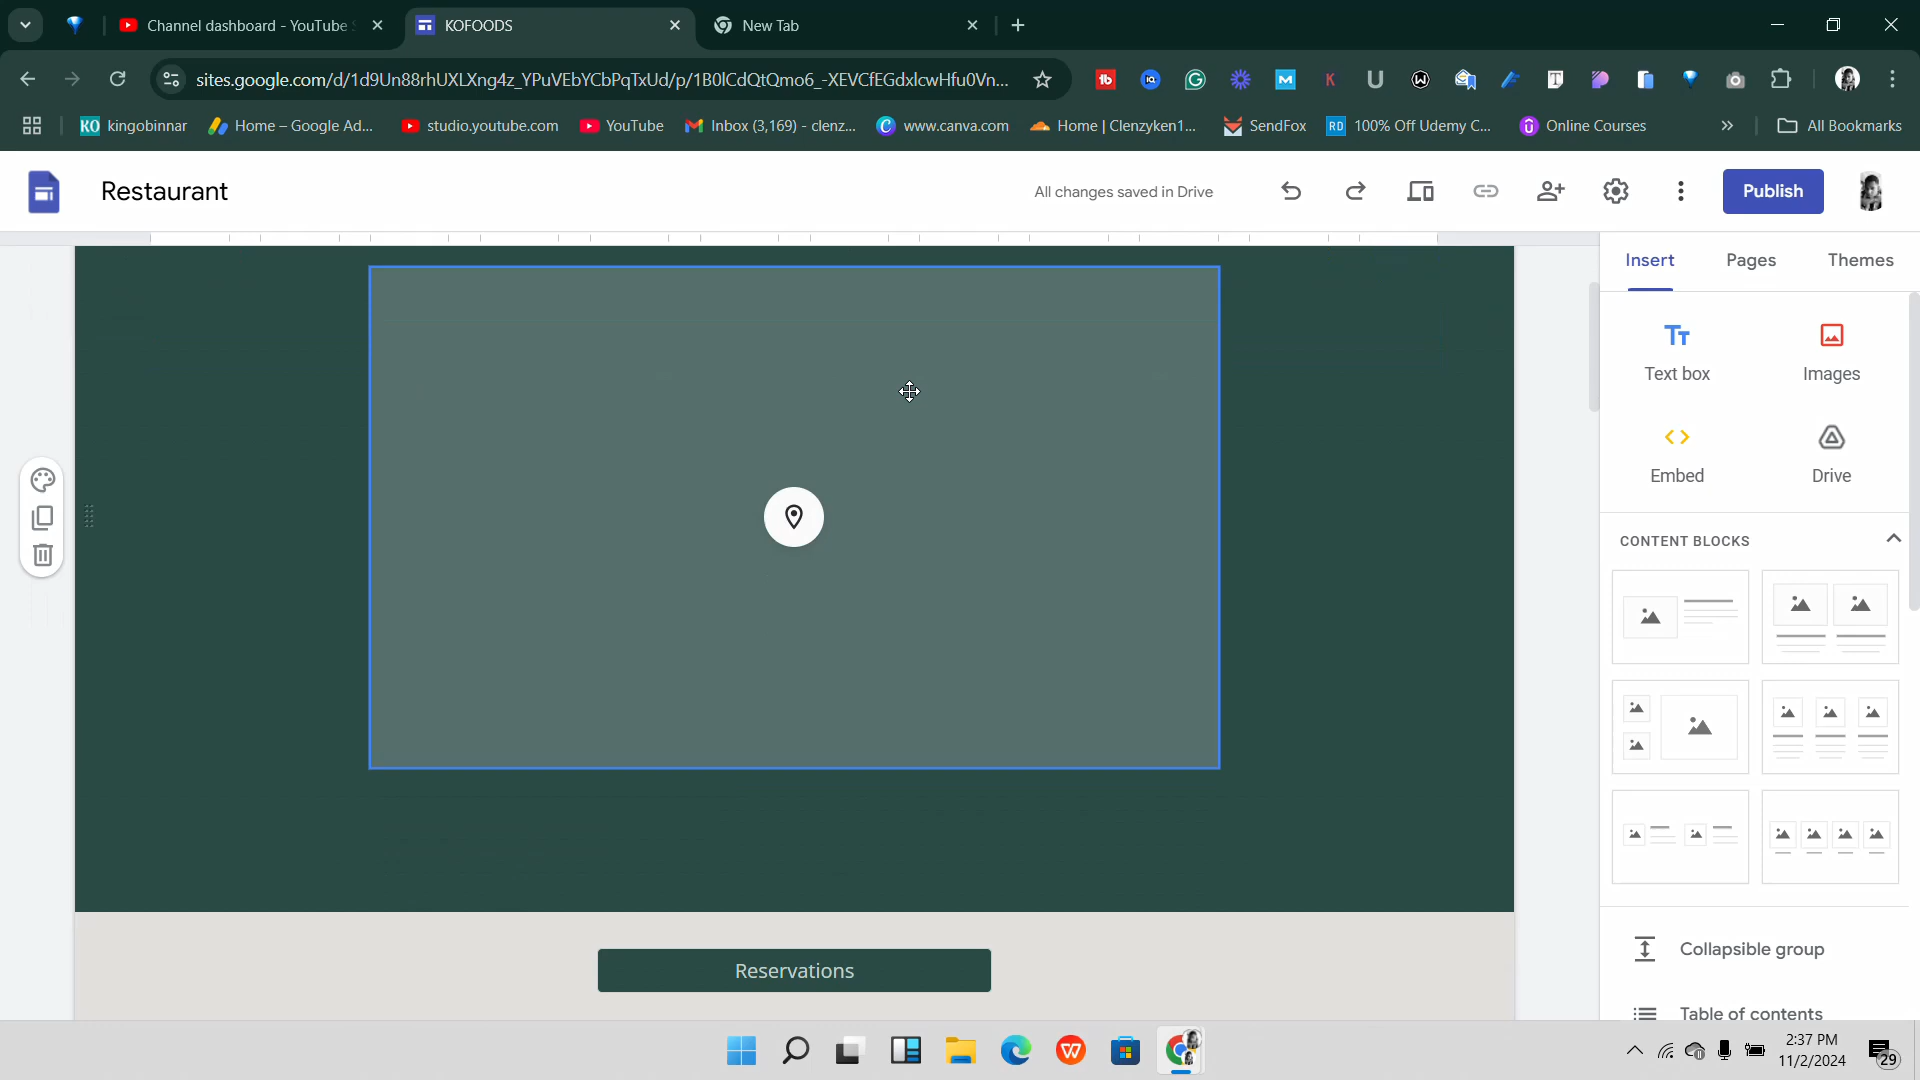 Channel dashboard - YouTube S
KOFOODS
New Tab
sites.google.com/d/1d9Un88rhUXLXng4z_YPuVEbYCbPqTxUd/p/1B0lCdQtQmo6_-XEVCfEGdxlcwHfu0Vn...
KO kingobinnar
Home – Google Ad...
studio.youtube.com
YouTube
Inbox (3,169) - clenz...
www.canva.com
Home | Clenzyken1...
SendFox
RD 100% Off Udemy C...
Online Courses
All Bookmarks
Restaurant
All changes saved in Drive
Publish
Insert
Pages
Themes
Text box
Images
Embed
Drive
CONTENT BLOCKS
Collapsible group
Table of contents
Reservations
2:37 PM
11/2/2024
29